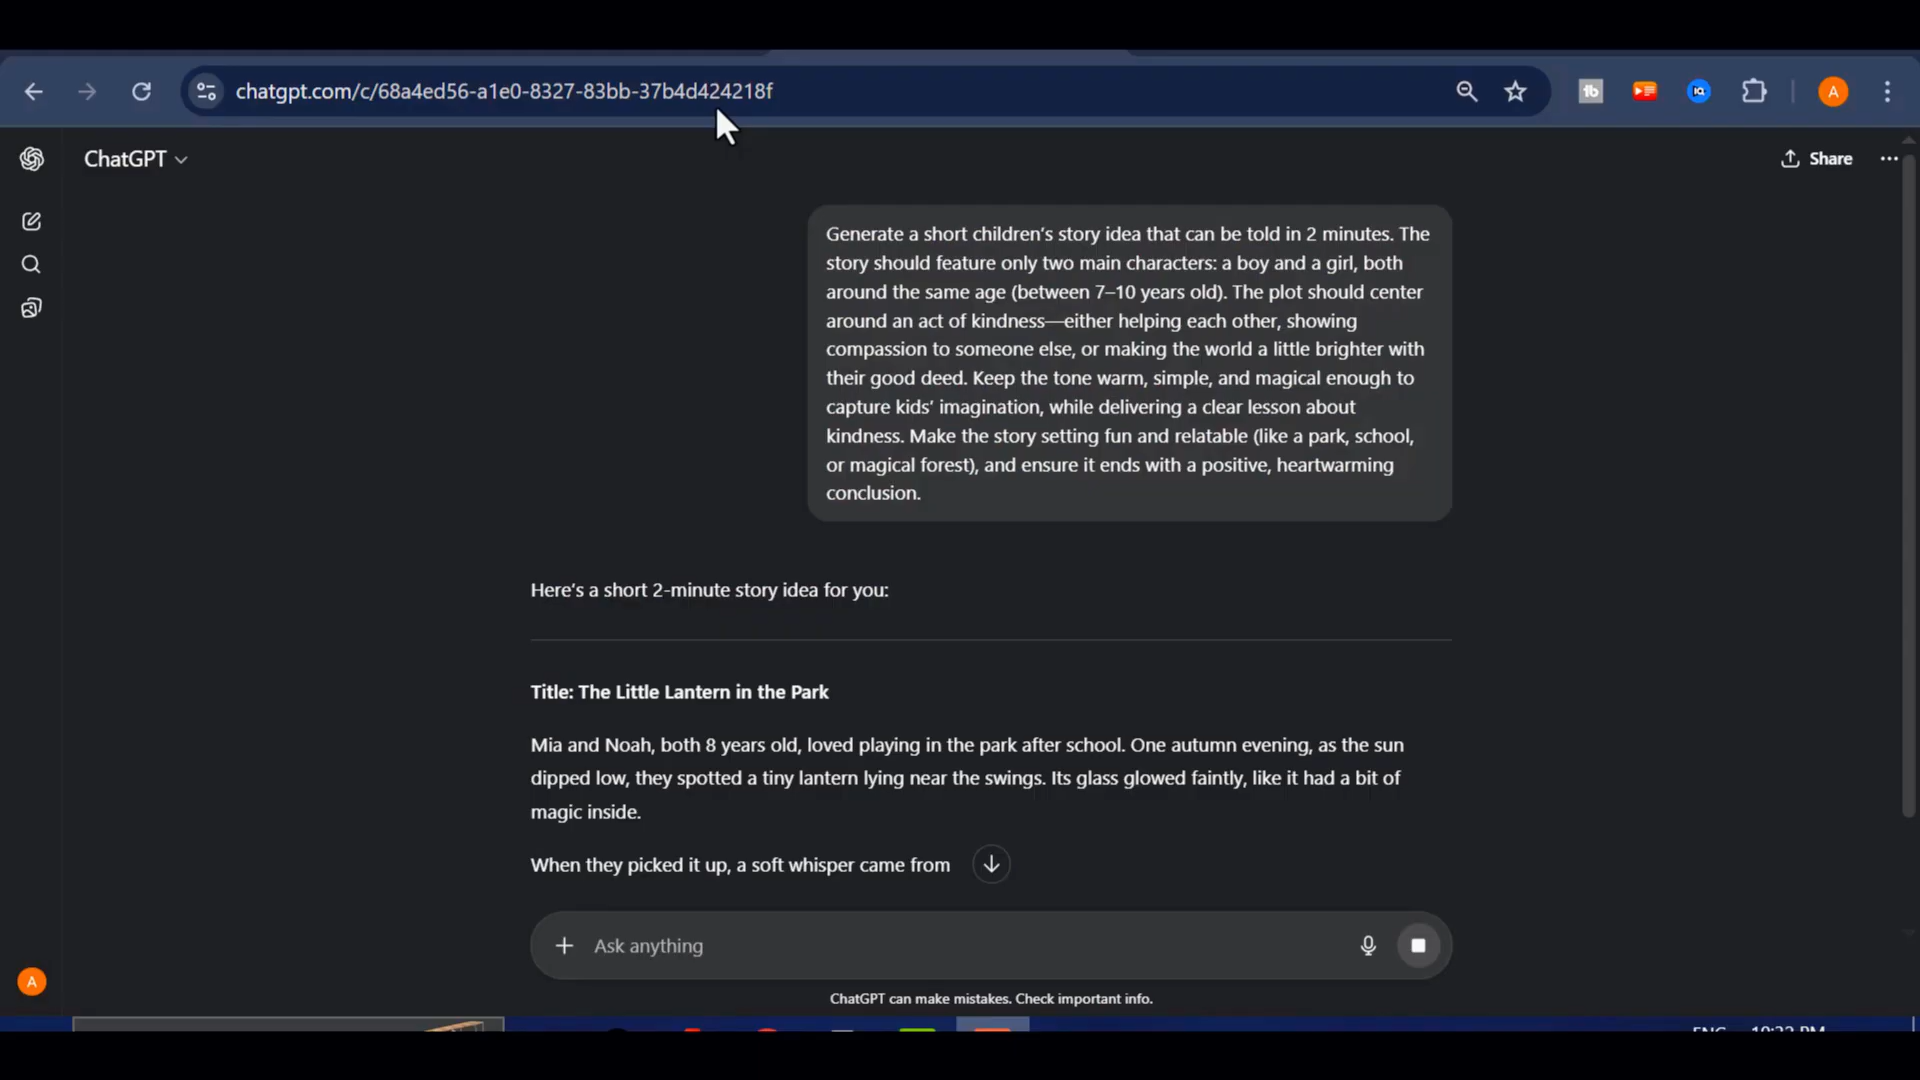 chatgpt.com/c/68a4ed56-a1e0-8327-83bb-37b4d424218f
tb
IQ
A
ChatGPT
Share
Generate a short children's story idea that can be told in 2 minutes. The
story should feature only two main characters: a boy and a girl, both
around the same age (between 7–10 years old). The plot should center
around an act of kindness—either helping each other, showing
compassion to someone else, or making the world a little brighter with
their good deed. Keep the tone warm, simple, and magical enough to
capture kids' imagination, while delivering a clear lesson about
kindness. Make the story setting fun and relatable (like a park, school,
or magical forest), and ensure it ends with a positive, heartwarming
conclusion.
Here's a short 2-minute story idea for you:
Title: The Little Lantern in the Park
Mia and Noah, both 8 years old, loved playing in the park after school. One autumn evening, as the sun
dipped low, they spotted a tiny lantern lying near the swings. Its glass glowed faintly, like it had a bit of
magic inside.
When they picked it up, a soft whisper came from
Ask anything
A
ChatGPT can make mistakes. Check important info.